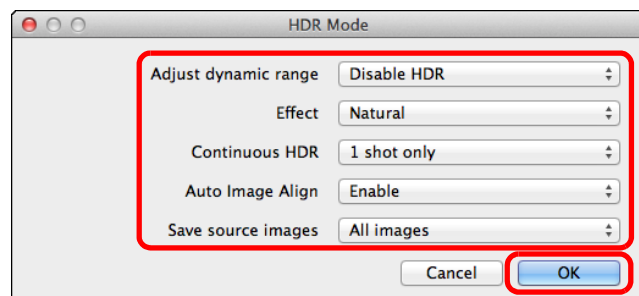 HDR Mode
Adjust dynamic range Disable HDR
Effect Natural
Continuous HDR 1 shot only
Auto Image Align Enable
Save source images All images
Cancel OK